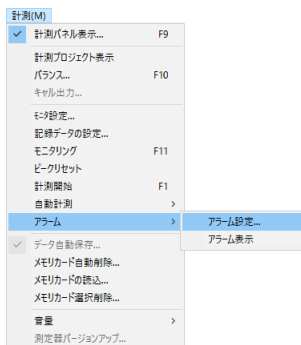 計測(M)
計測パネル表示... F9
計測プロジェクト表示
バランス... F10
キャル出力...
モニタ設定...
記録データの設定...
モニタリング F11
ピークリセット
計測開始 F1
自動計測
アラーム
アラーム設定...
アラーム表示
データ自動保存...
メモリカード自動削除...
メモリカードの読込...
メモリカード選択削除...
音量
測定器バージョンアップ...